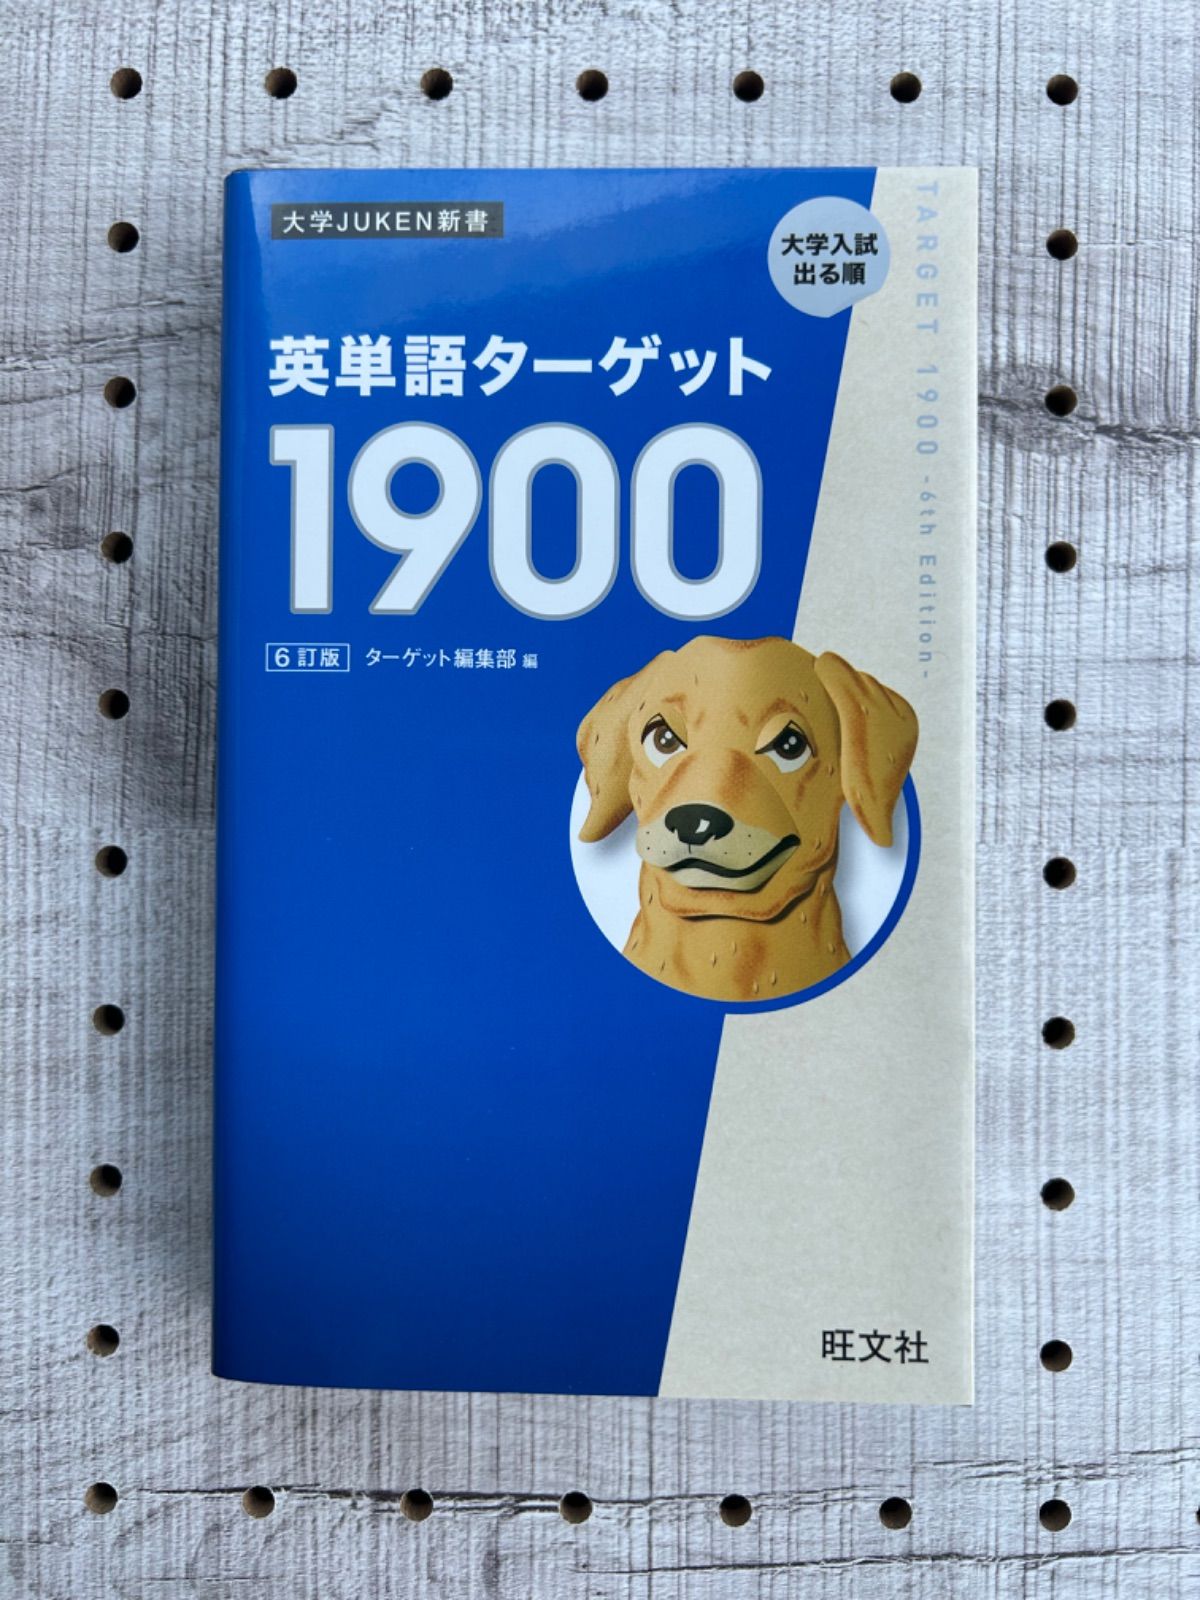 大学JUKEN新書
大学入試
出る順
英単語ターゲット
1900
6訂版 ターゲット編集部 編
TARGET 1900 -6th Edition-
旺文社